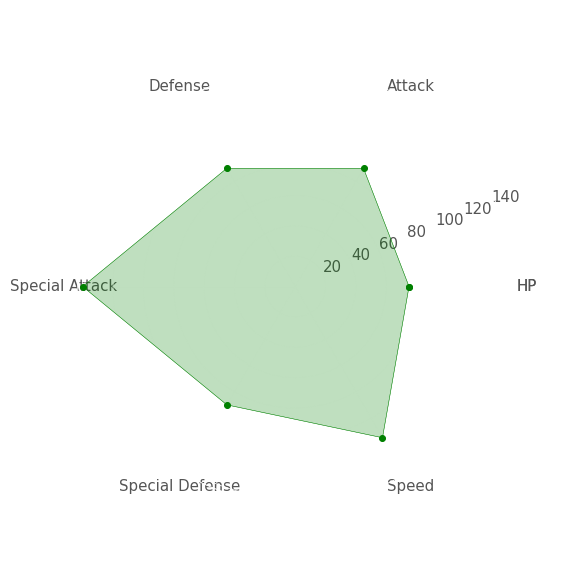 Defense
Attack
140
120
100
80
60
40
20
Special Attack
HP
Special Defense
Speed